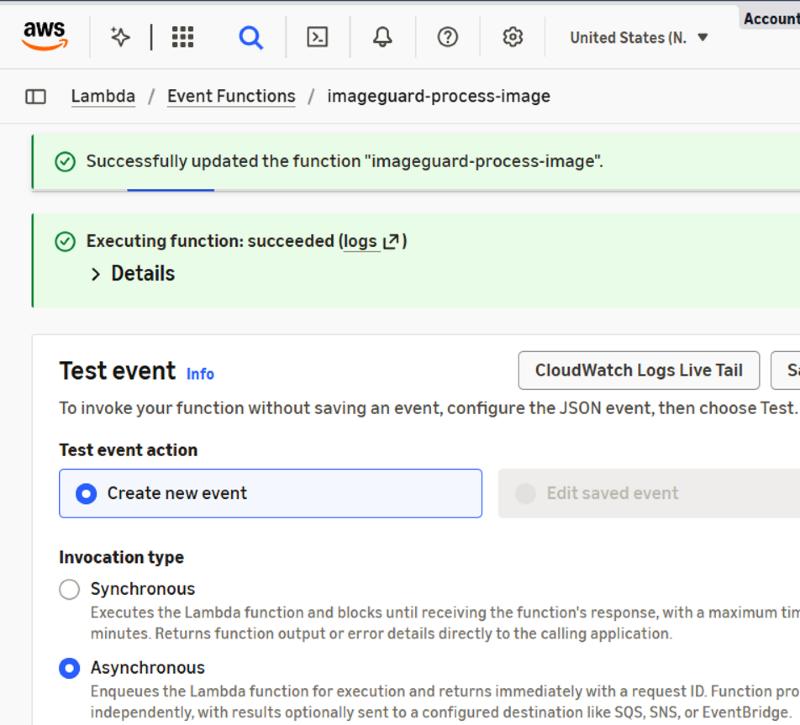 aws
United States (N.
Account
Lambda / Event Functions / imageguard-process-image
Successfully updated the function "imageguard-process-image".
Executing function: succeeded (logs)
Details
Test event Info
CloudWatch Logs Live Tail
To invoke your function without saving an event, configure the JSON event, then choose Test.
Test event action
Create new event
Edit saved event
Invocation type
Synchronous
Executes the Lambda function and blocks until receiving the function's response, with a maximum
minutes. Returns function output or error details directly to the calling application.
Asynchronous
Enqueues the Lambda function for execution and returns immediately with a request ID. Function
independently, with results optionally sent to a configured destination like SQS, SNS, or EventBridge.